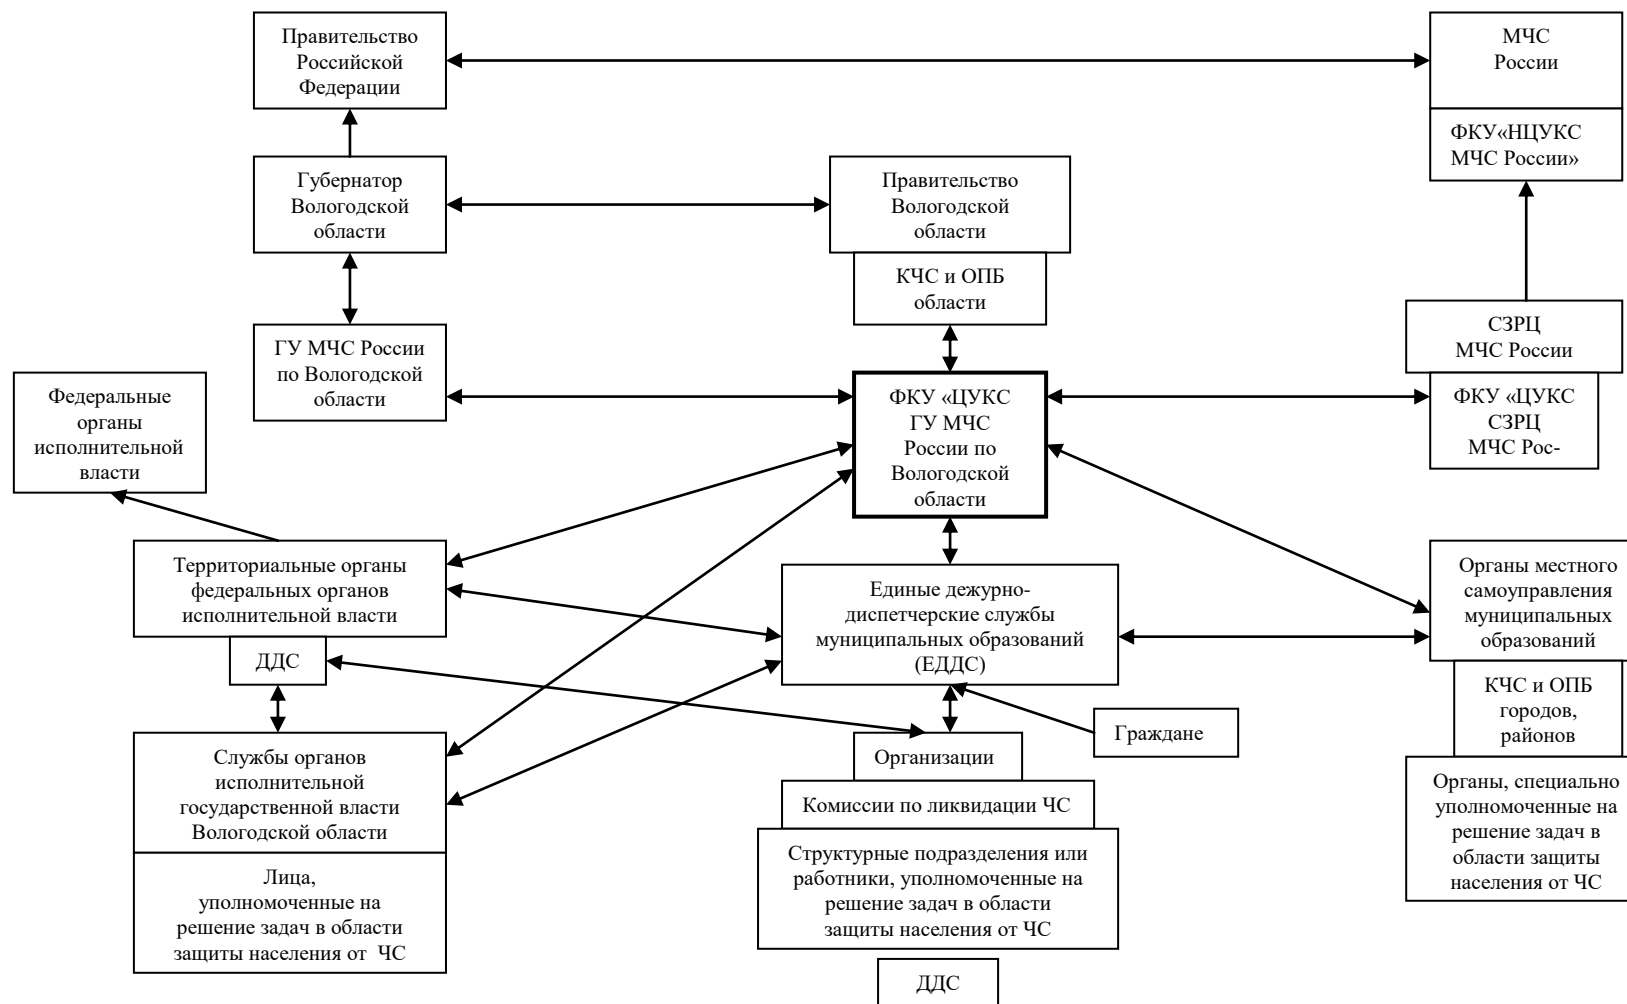 Правительство
Российской
Федерации
МЧС
России
ФКУ«НЦУКС
МЧС России»
Губернатор
Вологодской
области
Правительство
Вологодской
области
КЧС и ОПБ
области
ГУ МЧС России
по Вологодской
области
СЗРЦ
МЧС России
Федеральные
органы
исполнительной
власти
ФКУ «ЦУКС
ГУ МЧС
России по
Вологодской
области
ФКУ «ЦУКС
СЗРЦ
МЧС Рос-
Территориальные органы
федеральных органов
исполнительной власти
ДДС
Единые дежурно-
диспетчерские службы
муниципальных образований
(ЕДДС)
Органы местного
самоуправления
муниципальных
образований
КЧС и ОПБ
городов,
районов
Граждане
Службы органов
исполнительной
государственной власти
Вологодской области
Организации
Комиссии по ликвидации ЧС
Органы, специально
уполномоченные на
решение задач в
области защиты
населения от ЧС
Структурные подразделения или
работники, уполномоченные на
решение задач в области
защиты населения от ЧС
Лица,
уполномоченные на
решение задач в области
защиты населения от  ЧС
ДДС